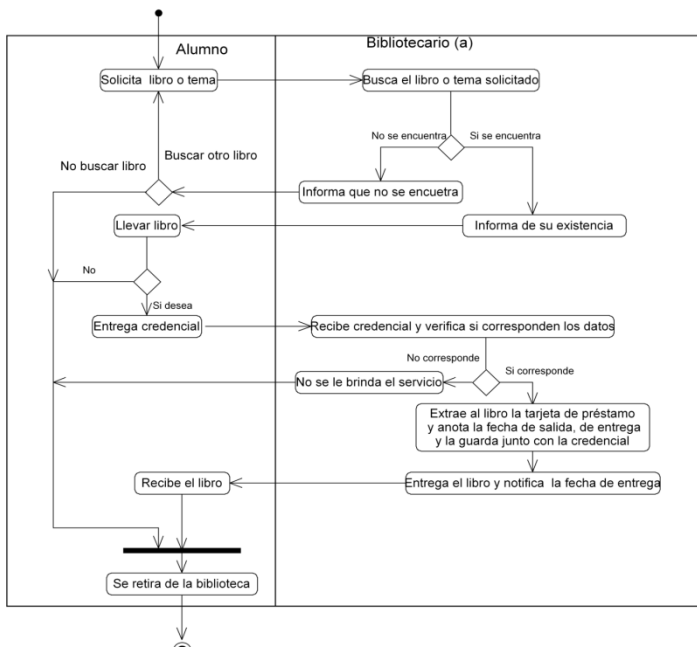 Alumno
Bibliotecario (a)
Solicita libro o tema
Busca el libro o tema solicitado
No se encuentra
Si se encuentra
Buscar otro libro
No buscar libro
Informa que no se encuetra
Llevar libro
Informa de su existencia
No
Si desea
Entrega credencial
Recibe credencial y verifica si corresponden los datos
No corresponde
Si corresponde
No se le brinda el servicio
Extrae al libro la tarjeta de préstamo
y anota la fecha de salida, de entrega
y la guarda junto con la credencial
Recibe el libro
Entrega el libro y notifica la fecha de entrega
Se retira de la biblioteca